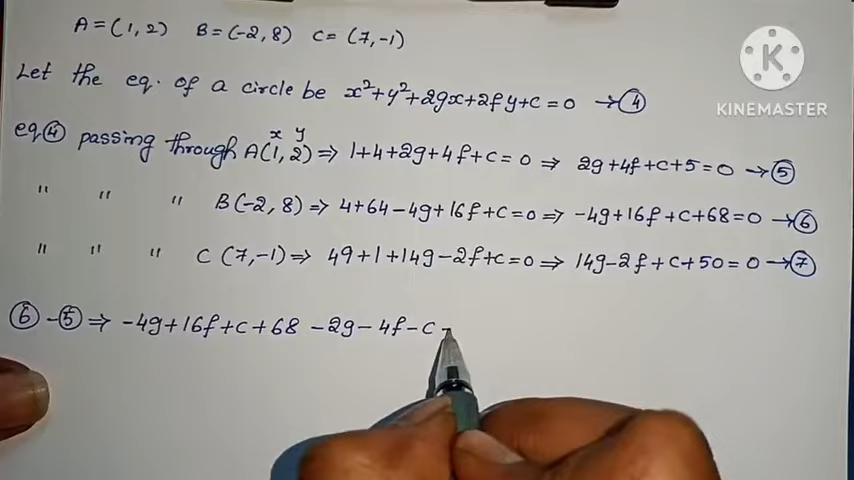 A = (1, 2) B = (-2, 8) C = (7, -1)
Let the eq. of a circle be x²+y²+2gx+2fy+c=0 → ④
eq④ passing through A(1, 2) ⇒ 1+4+2g+4f+c=0 ⇒ 2g+4f+c+5=0 → ⑤
x y
" " " B(-2, 8) ⇒ 4+64-4g+16f+c=0 ⇒ -4g+16f+c+68=0 → ⑥
" " " C (7,-1) ⇒ 49+1+14g-2f+c=0 ⇒ 14g-2f+c+50=0 → ⑦
⑥-⑤ ⇒ -4g+16f+c+68-2g-4f-c-
K
KINEMASTER